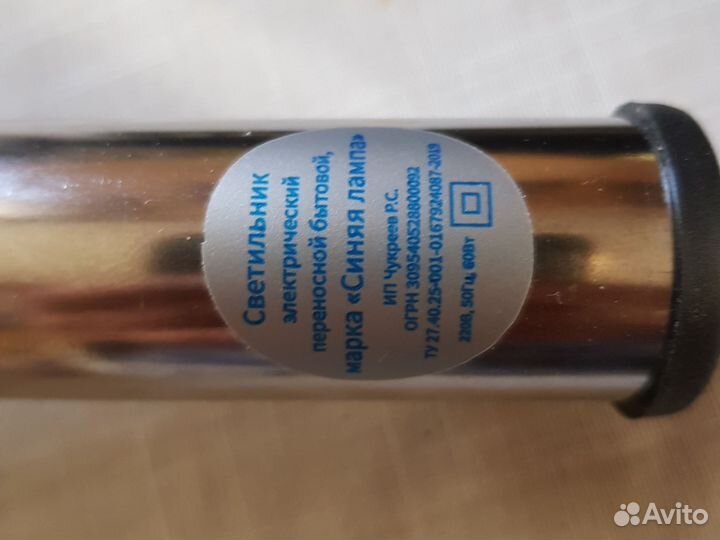 Светильник
электрический
переносной бытовой,
марка «Синяя лампа»
ИП Чукреев Р.С.
ОГРН 309540528800092
ТУ 27.40.25-001-0167924087-2019
220В, 50Гц, 60Вт
Avito